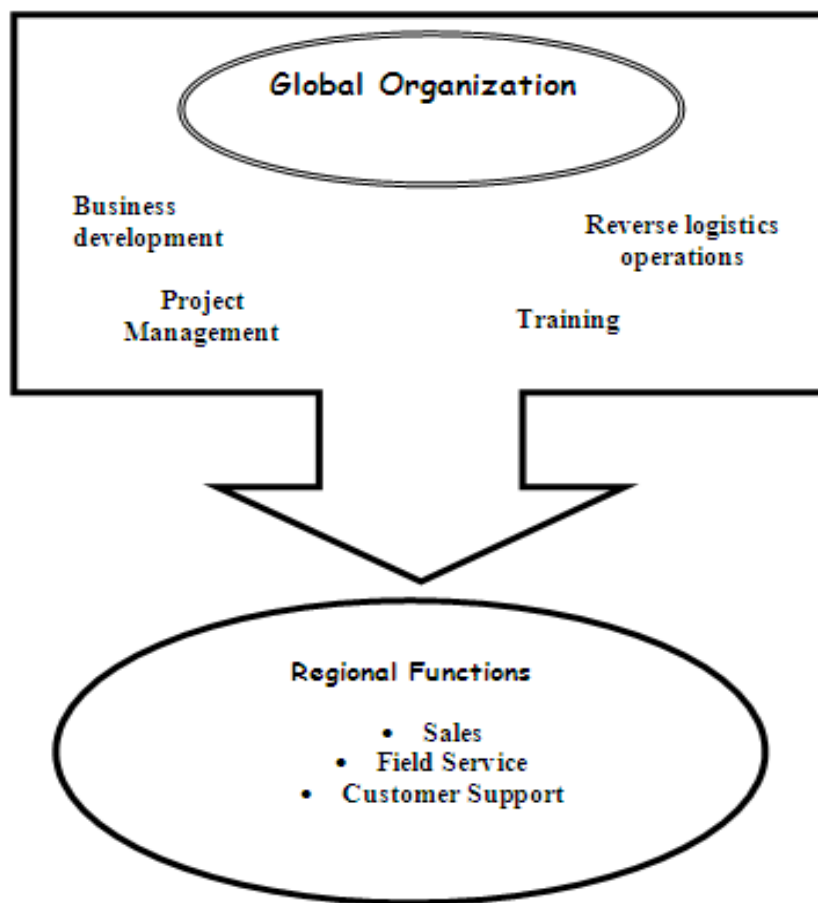 Global Organization
Business
development
Reverse logistics
operations
Project
Management
Training
Regional Functions
• Sales
• Field Service
• Customer Support